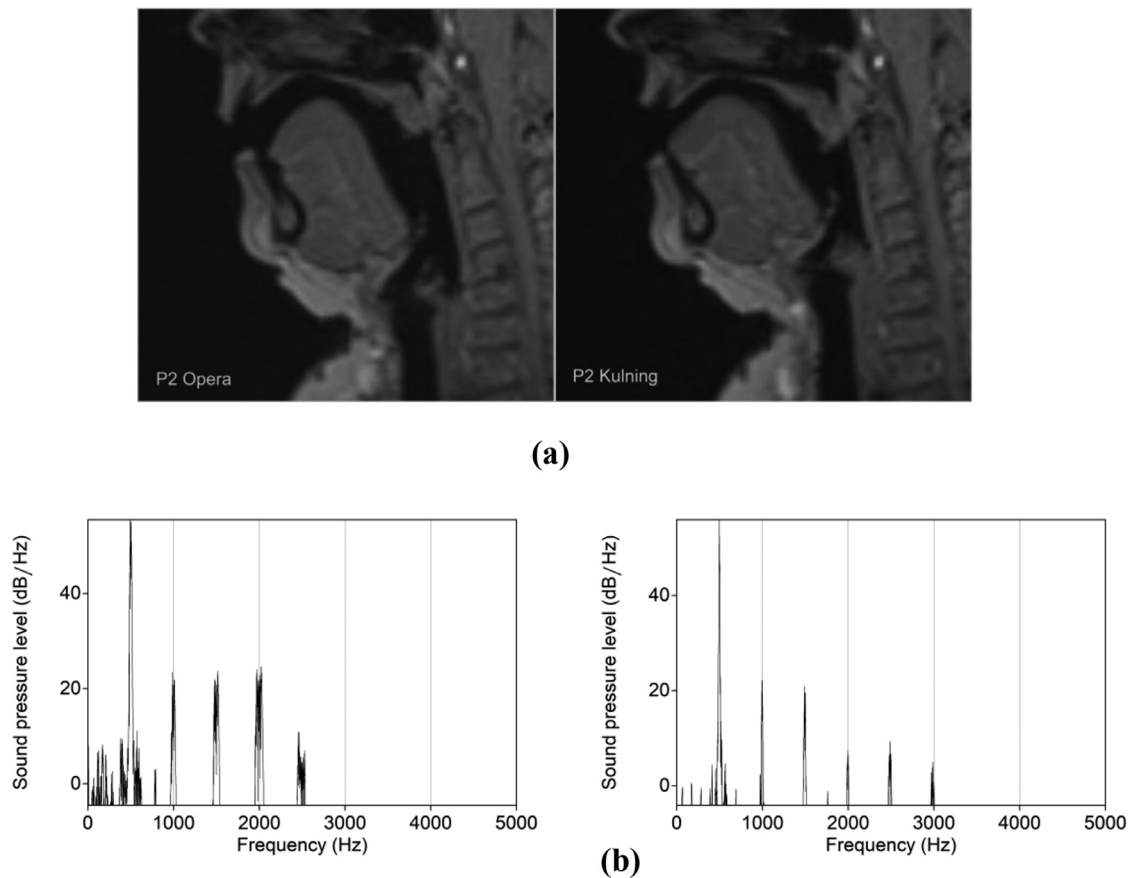 P2 Opera
P2 Kulning
(a)
Sound pressure level (dB/Hz)
40
20
0
0 1000 2000 3000 4000 5000
Frequency (Hz)
Sound pressure level (dB/Hz)
40
20
0
0 1000 2000 3000 4000 5000
Frequency (Hz)
(b)